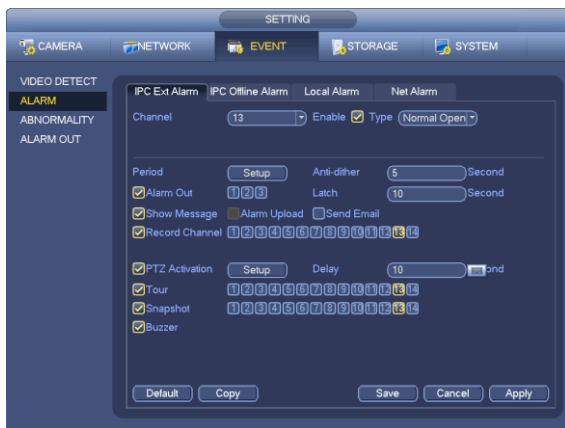 SETTING
CAMERA NETWORK EVENT STORAGE SYSTEM
VIDEO DETECT
ALARM
ABNORMALITY
ALARM OUT
IPC Ext Alarm IPC Offline Alarm Local Alarm Net Alarm
Channel 13 Enable Type Normal Open
Period Setup Anti-dither 5 Second
Alarm Out 1 2 3 Latch 10 Second
Show Message Alarm Upload Send Email
Record Channel 1 2 3 4 5 6 7 8 9 10 11 12 13 14
PTZ Activation Setup Delay 10 ond
Tour 1 2 3 4 5 6 7 8 9 10 11 12 13 14
Snapshot 1 2 3 4 5 6 7 8 9 10 11 12 13 14
Buzzer
Default Copy Save Cancel Apply